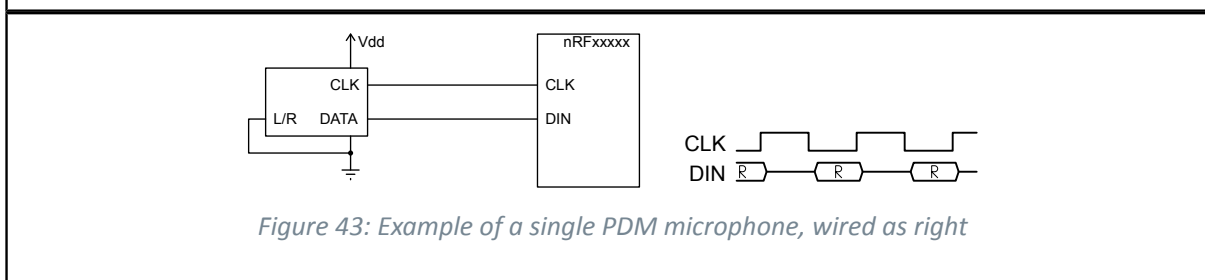 Vdd
nRFxxxxx
CLK
CLK
L/R DATA
DIN
CLK
DIN R R R
Figure 43: Example of a single PDM microphone, wired as right